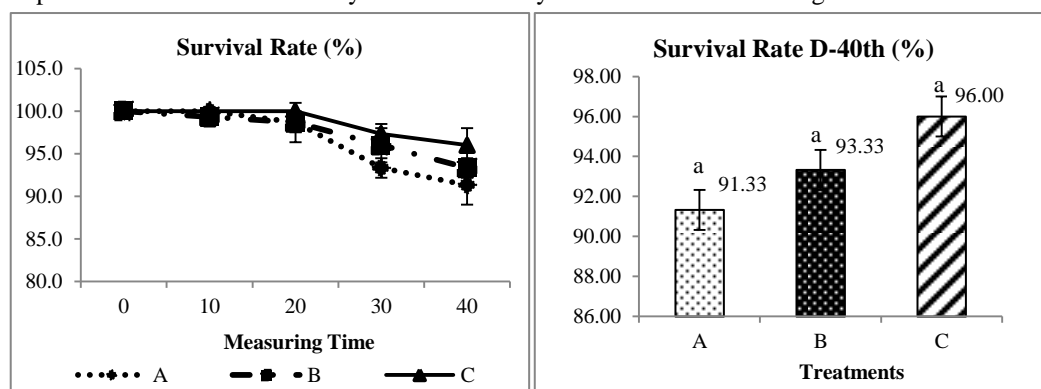 Survival Rate (%)
105.0
100.0
95.0
90.0
85.0
80.0
0 10 20 30 40
Measuring Time
A B C
Survival Rate D-40th (%)
98.00
96.00
94.00
92.00
90.00
88.00
86.00
a 91.33
a 93.33
a 96.00
A B C
Treatments